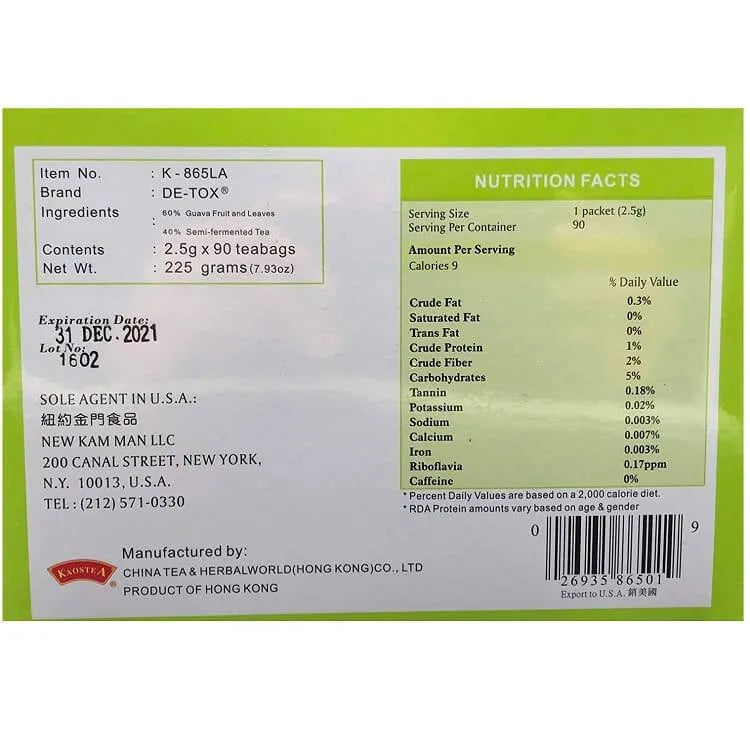 Item No. : K - 865LA
Brand : DE-TOX®
Ingredients : 60% Guava Fruit and Leaves
40% Semi-fermented Tea
Contents : 2.5g x 90 teabags
Net Wt. : 225 grams(7.93oz)
Expiration Date:
31 DEC. 2021
Lot No:
1602
SOLE AGENT IN U.S.A.:
紐約金門食品
NEW KAM MAN LLC
200 CANAL STREET, NEW YORK,
N.Y. 10013, U.S.A.
TEL : (212) 571-0330
KAOSTEA®
Manufactured by:
CHINA TEA & HERBALWORLD(HONG KONG)CO., LTD
PRODUCT OF HONG KONG
NUTRITION FACTS
Serving Size 1 packet (2.5g)
Serving Per Container 90
Amount Per Serving
Calories 9
% Daily Value
Crude Fat 0.3%
Saturated Fat 0%
Trans Fat 0%
Crude Protein 1%
Crude Fiber 2%
Carbohydrates 5%
Tannin 0.18%
Potassium 0.02%
Sodium 0.003%
Calcium 0.007%
Iron 0.003%
Riboflavia 0.17ppm
Caffeine 0%
* Percent Daily Values are based on a 2,000 calorie diet.
* RDA Protein amounts vary based on age & gender
0 26935 86501 9
Export to U.S.A. 銷美國